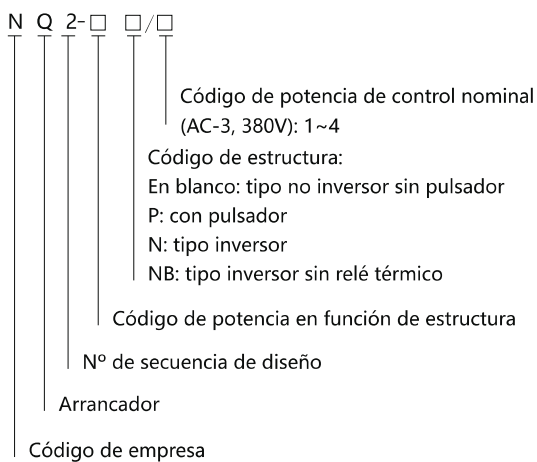 N Q 2-□ □/□
Código de potencia de control nominal
(AC-3, 380V): 1~4
Código de estructura:
En blanco: tipo no inversor sin pulsador
P: con pulsador
N: tipo inversor
NB: tipo inversor sin relé térmico
Código de potencia en función de estructura
Nº de secuencia de diseño
Arrancador
Código de empresa